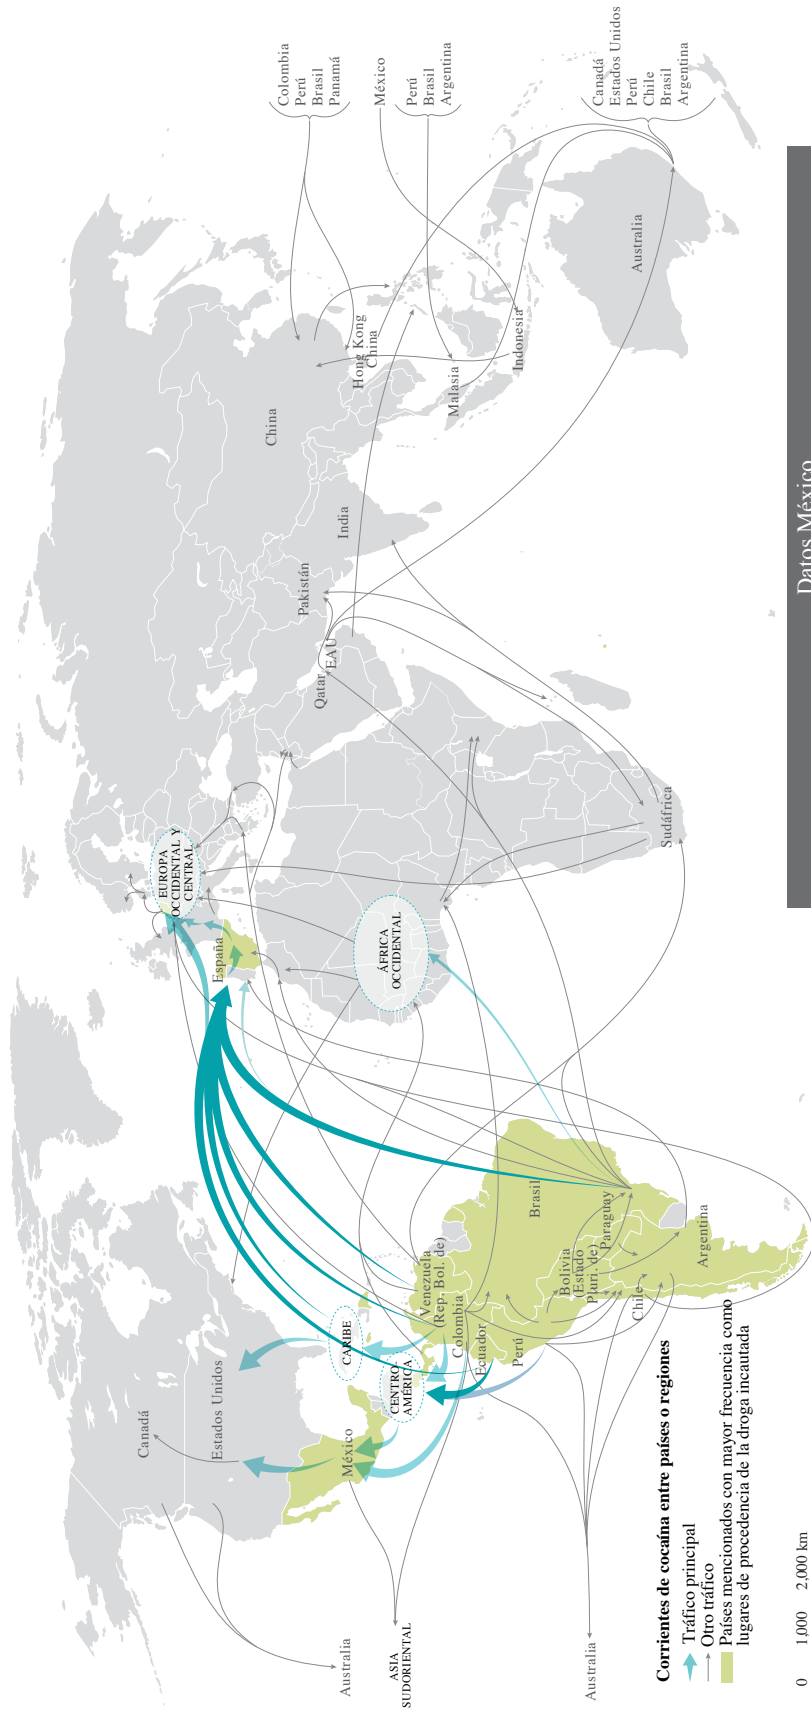 Canadá
Estados Unidos
México
CENTRO-
AMÉRICA
CARIBE
Venezuela
(Rep. Bol. de)
Colombia
Ecuador
Perú
Brasil
Bolivia
(Estado
Pluri. de)
Paraguay
Chile
Argentina
Australia
ASIA
SUDORIENTAL
Australia
España
EUROPA
OCCIDENTAL Y
CENTRAL
ÁFRICA
OCCIDENTAL
Sudáfrica
Qatar
EAU
Pakistán
India
China
Hong Kong
China
Malasia
Indonesia
Australia
Colombia
Perú
Brasil
Panamá
México
Perú
Brasil
Argentina
Canadá
Estados Unidos
Perú
Chile
Brasil
Argentina
Corrientes de cocaína entre países o regiones
Tráfico principal
Otro tráfico
Países mencionados con mayor frecuencia como
lugares de procedencia de la droga incautada
0 1,000 2,000 km
Datos México